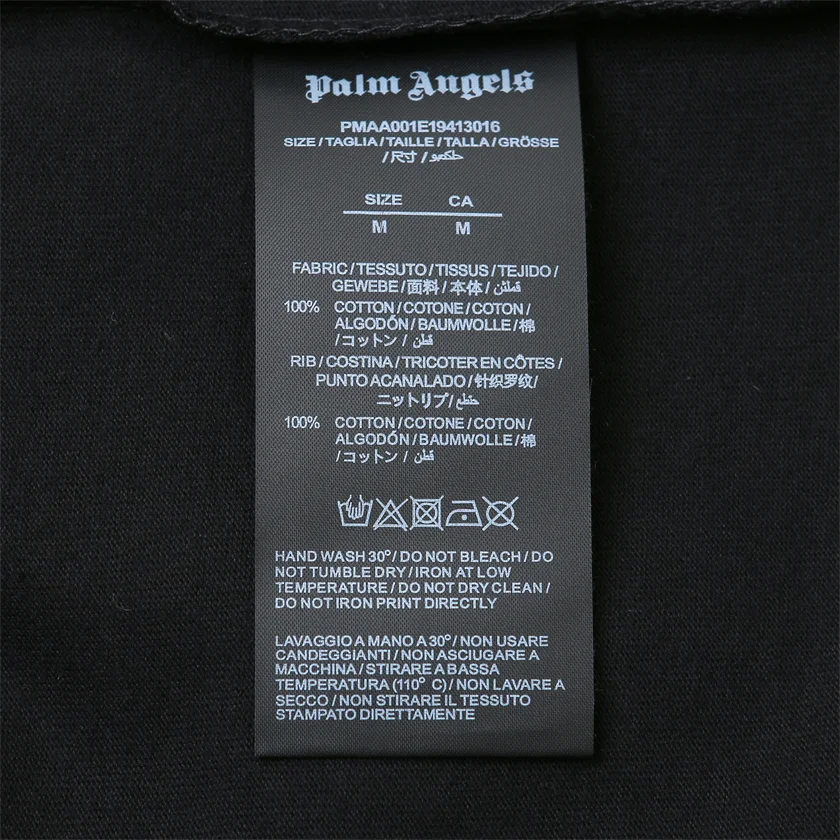 Palm Angels
PMAA001E19413016
SIZE/TAGLIA/TAILLE/TALLA/GRÖSSE
/尺寸/
SIZE CA
M M
FABRIC/TESSUTO/TISSUS/TEJIDO/
GEWEBE/面料/本体/
100% COTTON/COTONE/COTON/
ALGODÓN/BAUMWOLLE/棉
/コットン/ قطن
RIB/COSTINA/TRICOTER EN CÔTES/
PUNTO ACANALADO/针织罗纹/
ニットリブ/
100% COTTON/COTONE/COTON/
ALGODÓN/BAUMWOLLE/棉
/コットン / قطن
HAND WASH 30°/DO NOT BLEACH/DO
NOT TUMBLE DRY/IRON AT LOW
TEMPERATURE/DO NOT DRY CLEAN/
DO NOT IRON PRINT DIRECTLY
LAVAGGIO A MANO A 30°/NON USARE
CANDEGGIANTI/NON ASCIUGARE A
MACCHINA/STIRARE A BASSA
TEMPERATURA (110° C)/NON LAVARE A
SECCO/NON STIRARE IL TESSUTO
STAMPATO DIRETTAMENTE